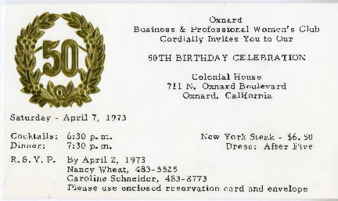 50
Oxnard
Business & Professional Women's Club
Cordially Invites You to Our
50TH BIRTHDAY CELEBRATION
Colonial House
711 N. Oxnard Boulevard
Oxnard, California
Saturday - April 7, 1973
Cocktails: 6:30 p.m.
New York Steak - $6.50
Dinner: 7:30 p.m.
Dress: After Five
R.S.V.P. By April 2, 1973
Nancy Wheat, 483-5525
Caroline Schneider, 483-8773
Please use enclosed reservation card and envelope